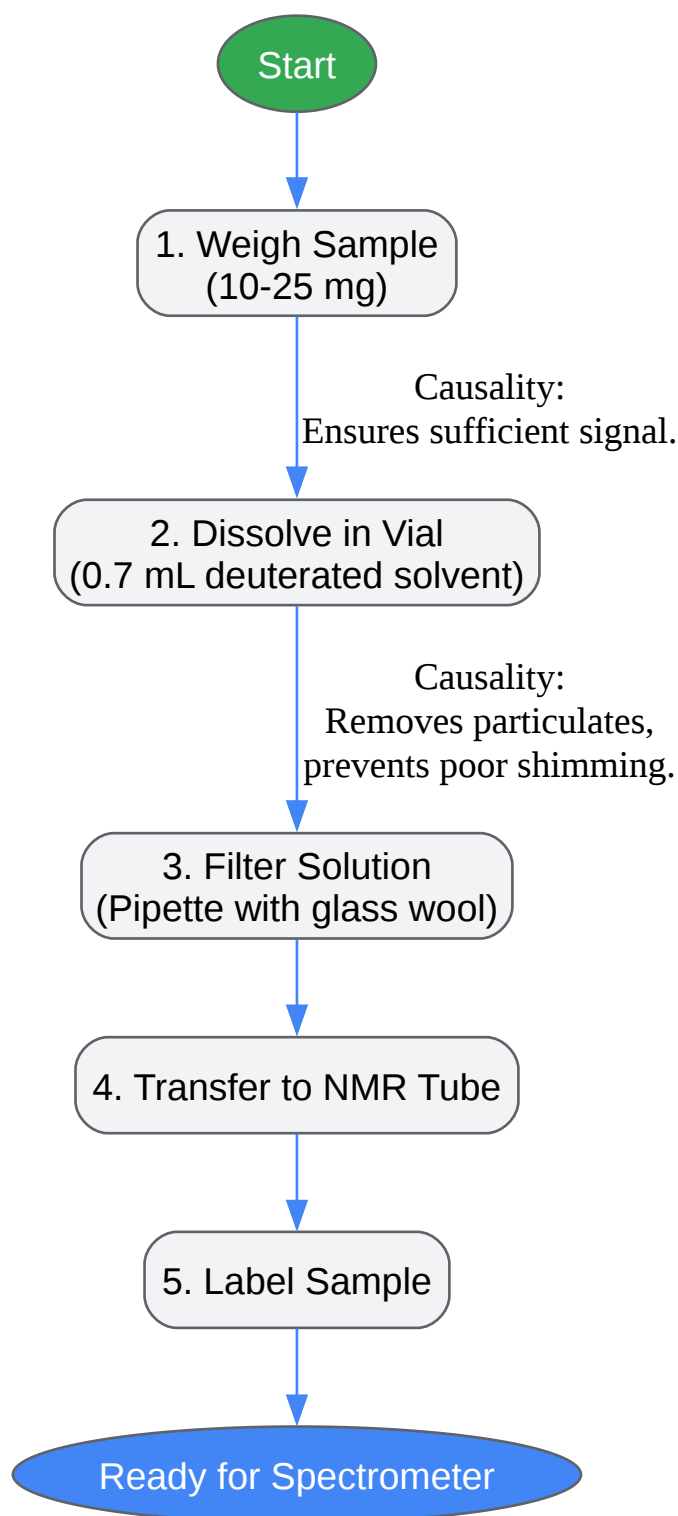 Start
1. Weigh Sample
(10-25 mg)
Causality:
Ensures sufficient signal.
2. Dissolve in Vial
(0.7 mL deuterated solvent)
Causality:
Removes particulates,
prevents poor shimming.
3. Filter Solution
(Pipette with glass wool)
4. Transfer to NMR Tube
5. Label Sample
Ready for Spectrometer